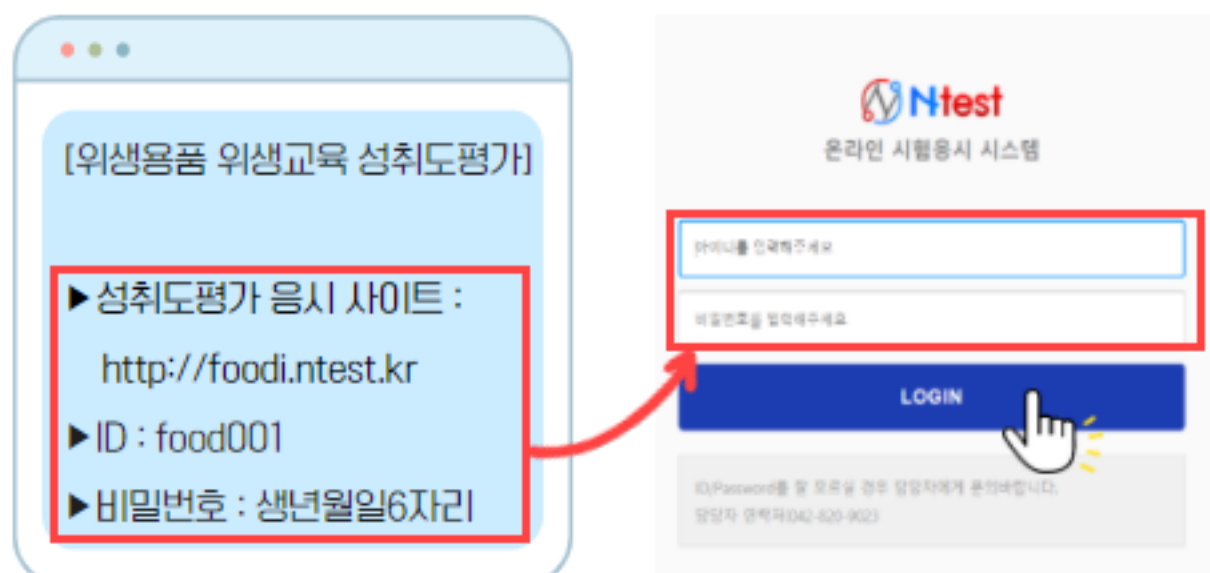 [위생용품 위생교육 성취도평가]
▶성취도평가 응시 사이트 :
http://foodi.ntest.kr
▶ID : food001
▶비밀번호 : 생년월일6자리
Ntest
온라인 시험응시 시스템
아이디를 입력해주세요
비밀번호를 입력해주세요
LOGIN
ID/Password를 잘 모르실 경우 담당자에게 문의바랍니다.
담당자 연락처(042-820-9023